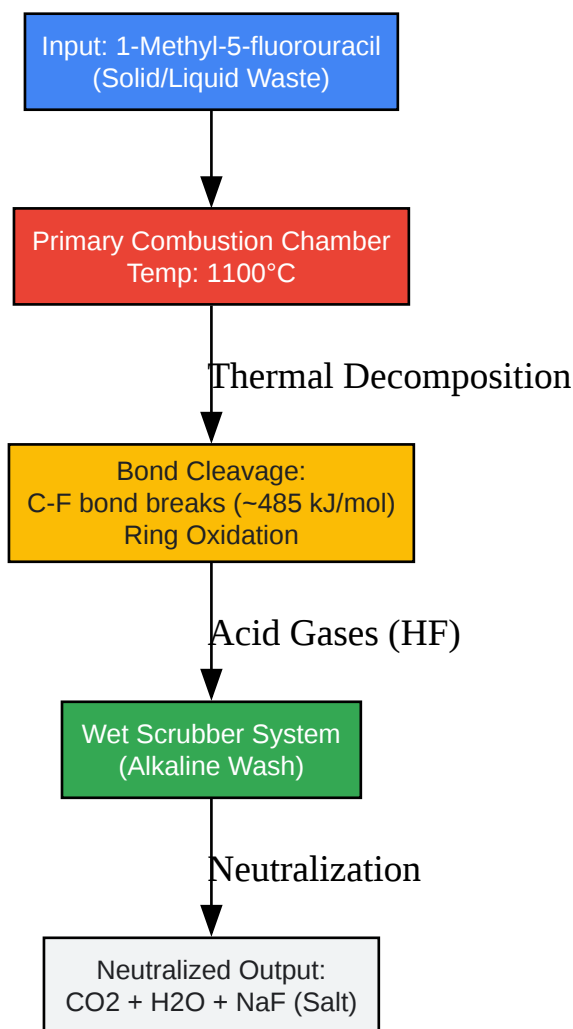 Input: 1-Methyl-5-fluorouracil
(Solid/Liquid Waste)
Primary Combustion Chamber
Temp: 1100°C
Thermal Decomposition
Bond Cleavage:
C-F bond breaks (~485 kJ/mol)
Ring Oxidation
Acid Gases (HF)
Wet Scrubber System
(Alkaline Wash)
Neutralization
Neutralized Output:
CO2 + H2O + NaF (Salt)